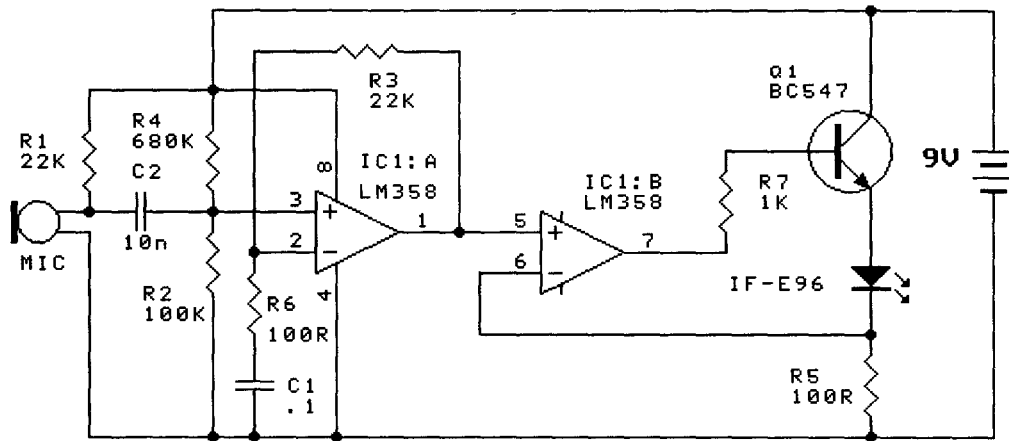 R3
22K
Q1
BC547
R1
22K
R4
680K
C2
10n
MIC
8
IC1:A
LM358
3
+
2
-
1
4
R2
100K
R6
100R
C1
.1
IC1:B
LM358
5
+
6
-
7
R7
1K
9V
IF-E96
R5
100R